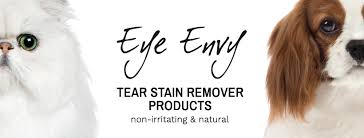 Eye Envy
TEAR STAIN REMOVER
PRODUCTS
non-irritating & natural